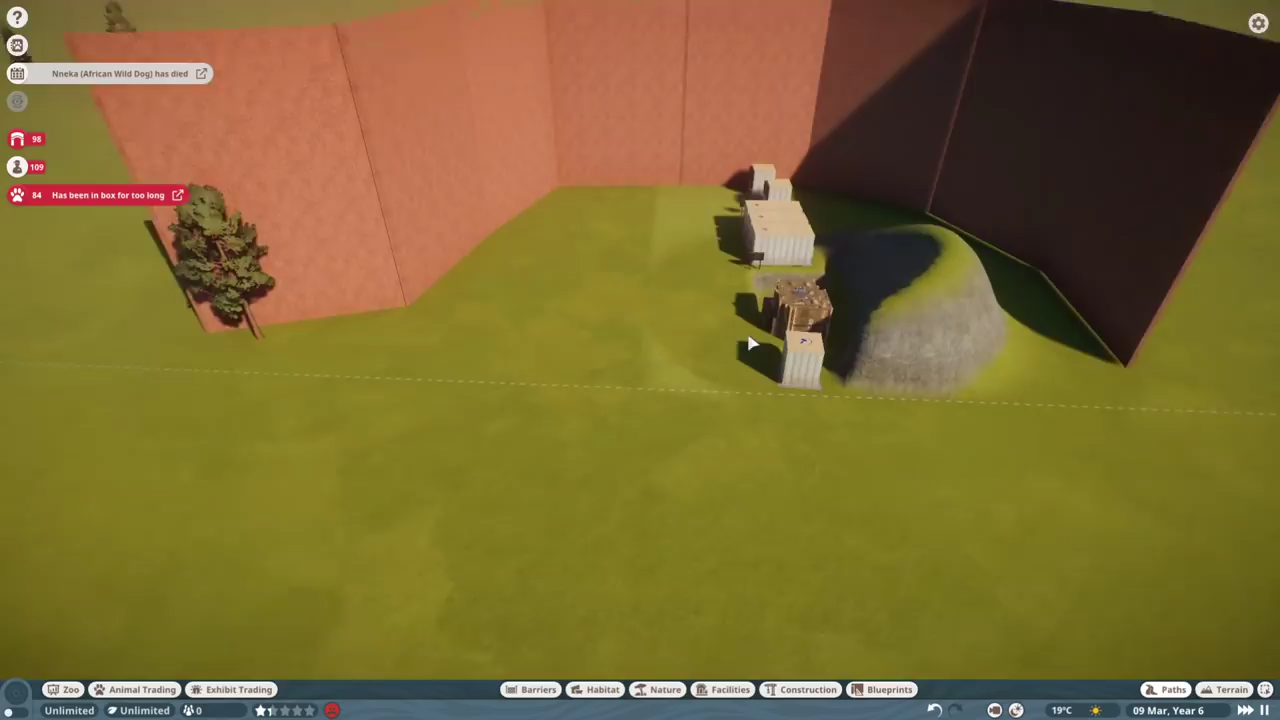 ?
Nneka (African Wild Dog) has died
98
109
84 Has been in box for too long
Zoo Animal Trading Exhibit Trading Barriers Habitat Nature Facilities Construction Blueprints Paths Terrain
Unlimited Unlimited 0 19°C 09 Mar, Year 6